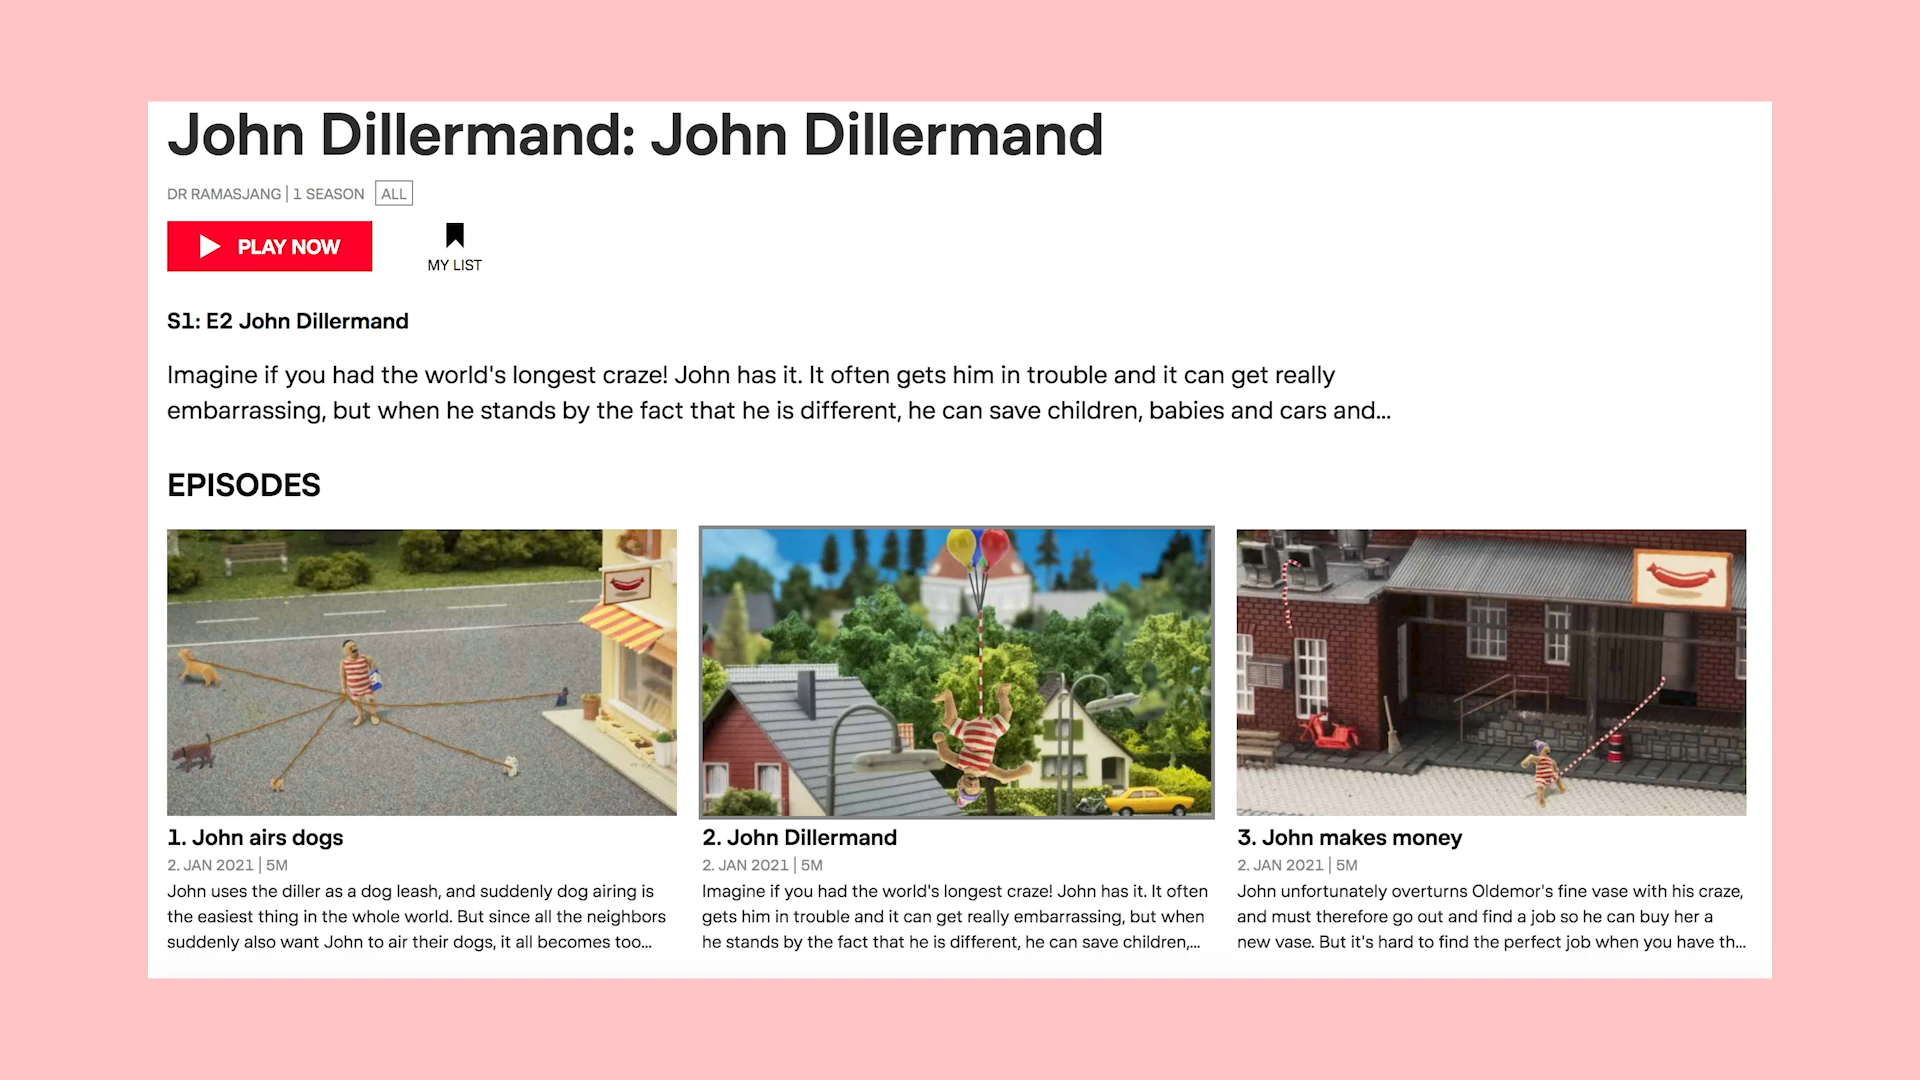 John Dillermand: John Dillermand
DR RAMASJANG | 1 SEASON ALL
PLAY NOW
MY LIST
S1: E2 John Dillermand
Imagine if you had the world's longest craze! John has it. It often gets him in trouble and it can get really
embarrassing, but when he stands by the fact that he is different, he can save children, babies and cars and...
EPISODES
1. John airs dogs
2. JAN 2021 | 5M
John uses the diller as a dog leash, and suddenly dog airing is
the easiest thing in the whole world. But since all the neighbors
suddenly also want John to air their dogs, it all becomes too...
2. John Dillermand
2. JAN 2021 | 5M
Imagine if you had the world's longest craze! John has it. It often
gets him in trouble and it can get really embarrassing, but when
he stands by the fact that he is different, he can save children,...
3. John makes money
2. JAN 2021 | 5M
John unfortunately overturns Oldemor's fine vase with his craze,
and must therefore go out and find a job so he can buy her a
new vase. But it's hard to find the perfect job when you have th...